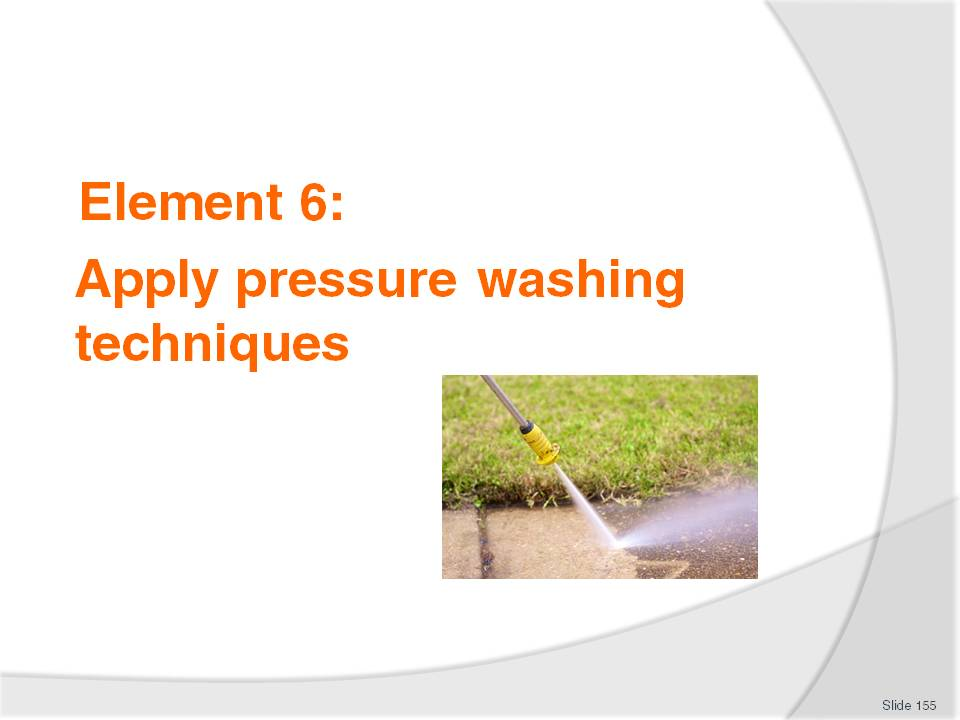 Element 6:
Apply pressure washing
techniques
Slide 155